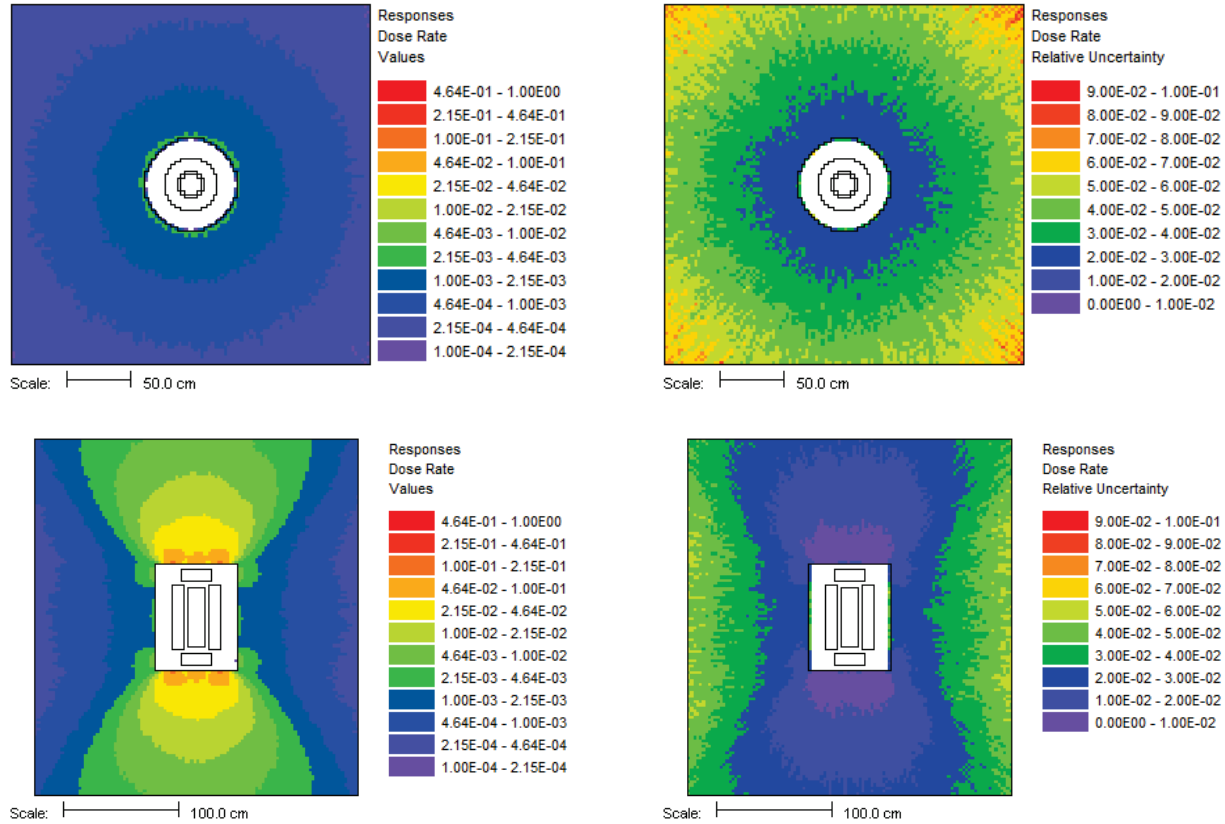 Responses
Dose Rate
Values
4.64E-01 - 1.00E00
2.15E-01 - 4.64E-01
1.00E-01 - 2.15E-01
4.64E-02 - 1.00E-01
2.15E-02 - 4.64E-02
1.00E-02 - 2.15E-02
4.64E-03 - 1.00E-02
2.15E-03 - 4.64E-03
1.00E-03 - 2.15E-03
4.64E-04 - 1.00E-03
2.15E-04 - 4.64E-04
1.00E-04 - 2.15E-04
Scale: 50.0 cm
Responses
Dose Rate
Relative Uncertainty
9.00E-02 - 1.00E-01
8.00E-02 - 9.00E-02
7.00E-02 - 8.00E-02
6.00E-02 - 7.00E-02
5.00E-02 - 6.00E-02
4.00E-02 - 5.00E-02
3.00E-02 - 4.00E-02
2.00E-02 - 3.00E-02
1.00E-02 - 2.00E-02
0.00E00 - 1.00E-02
Scale: 50.0 cm
Responses
Dose Rate
Values
4.64E-01 - 1.00E00
2.15E-01 - 4.64E-01
1.00E-01 - 2.15E-01
4.64E-02 - 1.00E-01
2.15E-02 - 4.64E-02
1.00E-02 - 2.15E-02
4.64E-03 - 1.00E-02
2.15E-03 - 4.64E-03
1.00E-03 - 2.15E-03
4.64E-04 - 1.00E-03
2.15E-04 - 4.64E-04
1.00E-04 - 2.15E-04
Scale: 100.0 cm
Responses
Dose Rate
Relative Uncertainty
9.00E-02 - 1.00E-01
8.00E-02 - 9.00E-02
7.00E-02 - 8.00E-02
6.00E-02 - 7.00E-02
5.00E-02 - 6.00E-02
4.00E-02 - 5.00E-02
3.00E-02 - 4.00E-02
2.00E-02 - 3.00E-02
1.00E-02 - 2.00E-02
0.00E00 - 1.00E-02
Scale: 100.0 cm